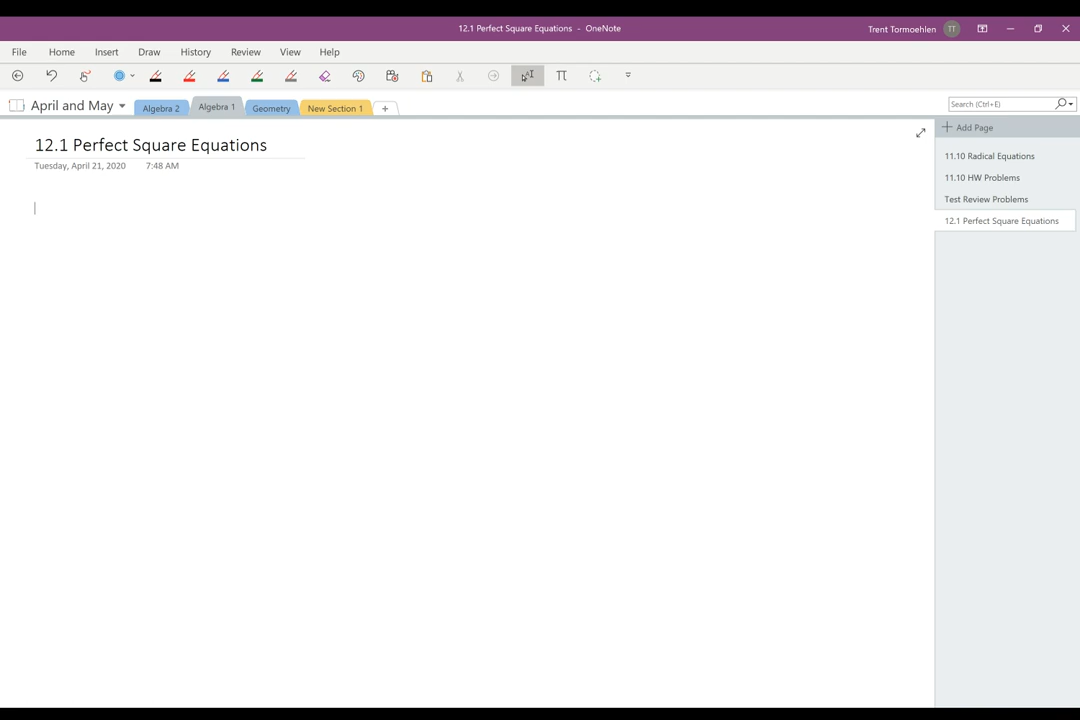 12.1 Perfect Square Equations - OneNote
Trent Tormoehlen TT
File Home Insert Draw History Review View Help
April and May Algebra 2 Algebra 1 Geometry New Section 1 +
Search (Ctrl+E)
12.1 Perfect Square Equations
Tuesday, April 21, 2020 7:48 AM
Add Page
11.10 Radical Equations
11.10 HW Problems
Test Review Problems
12.1 Perfect Square Equations